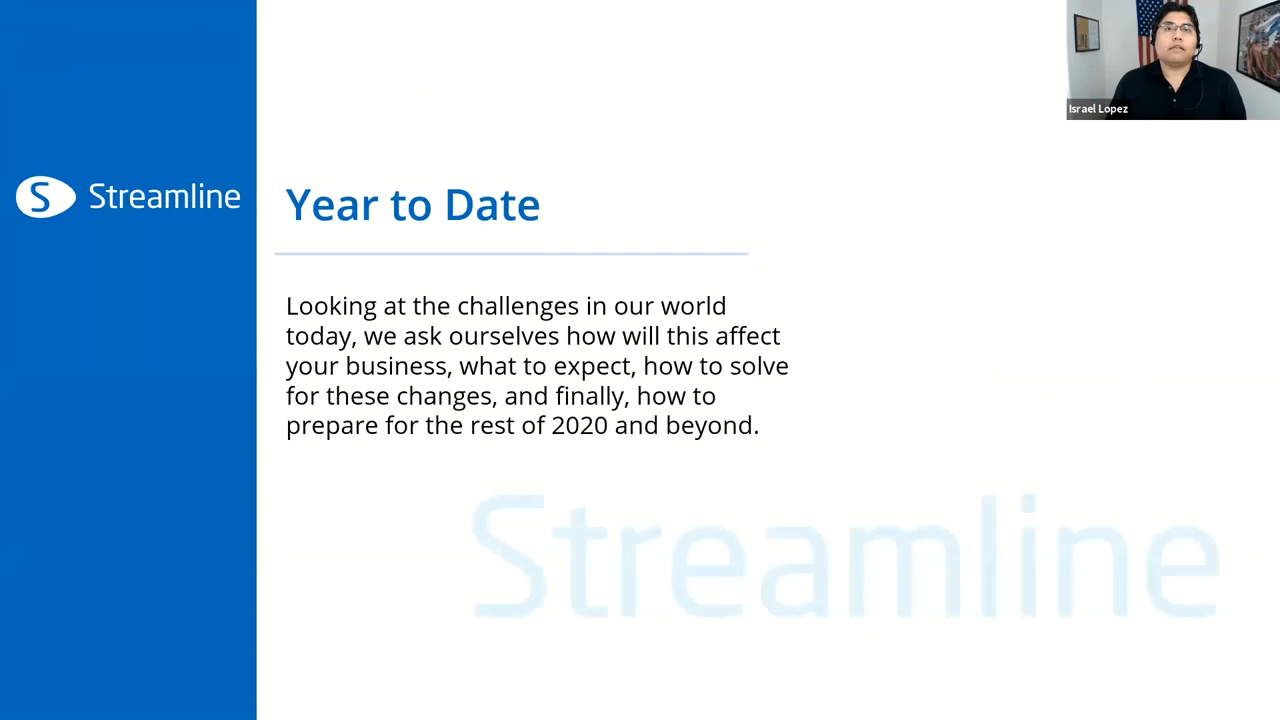 Israel Lopez
S Streamline
Year to Date
Looking at the challenges in our world
today, we ask ourselves how will this affect
your business, what to expect, how to solve
for these changes, and finally, how to
prepare for the rest of 2020 and beyond.
Streamline